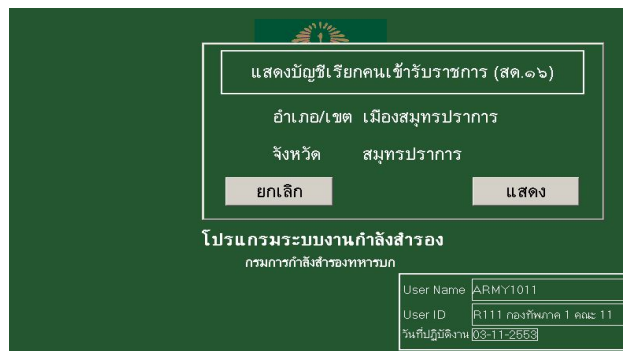 แสดงบัญชีเรียกคนเข้ารับราชการ (สด.๑๖)
อำเภอ/เขต เมืองสมุทรปราการ
จังหวัด สมุทรปราการ
ยกเลิก แสดง
โปรแกรมระบบงานกำลังสำรอง
กรมการกำลังสำรองทหารบก
User Name ARMY1011
User ID R111 กองทัพภาค 1 คณะ 11
วันที่ปฏิบัติงาน 03-11-2553